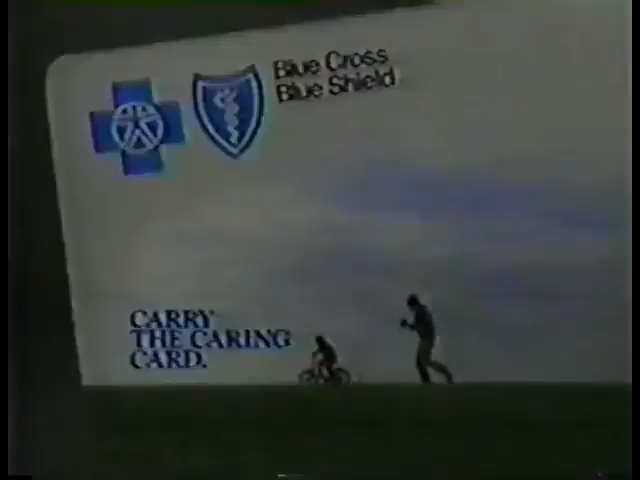 Blue Cross
Blue Shield
CARRY
THE CARING
CARD.